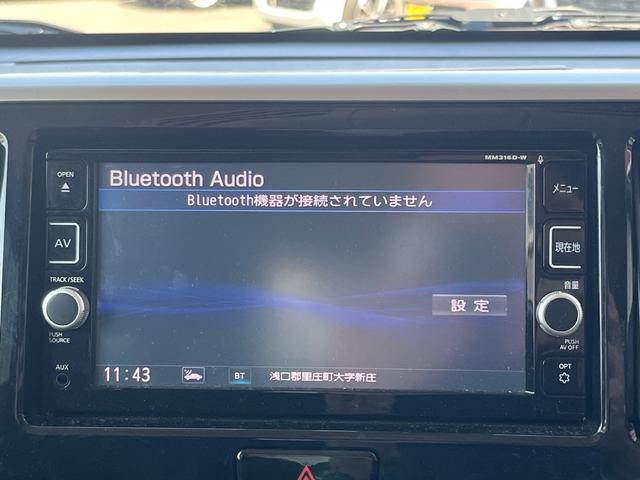 MM316D-W
OPEN
AV
TRACK/SEEK
PUSH
SOURCE
AUX
Bluetooth Audio
Bluetooth機器が接続されていません
設定
11:43
BT
浅口郡里庄町大字新庄
メニュー
現在地
音量
PUSH
AV OFF
OPT